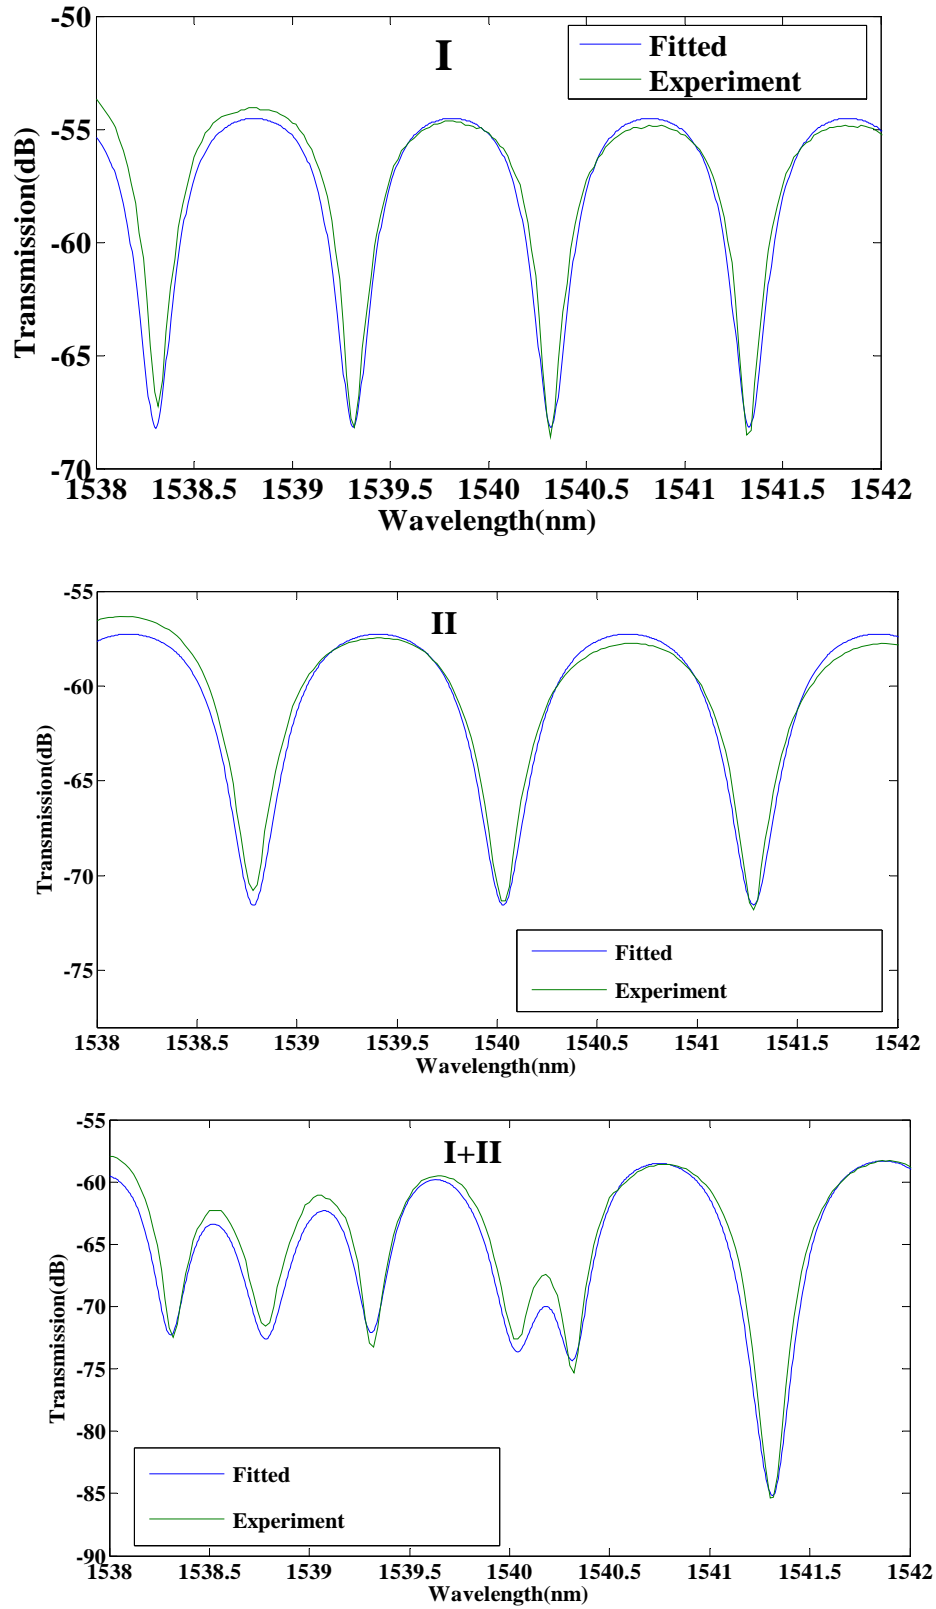 -50
I
Fitted
Experiment
-55
-60
-65
-70
Transmission(dB)
1538 1538.5 1539 1539.5 1540 1540.5 1541 1541.5 1542
Wavelength(nm)
-55
II
-60
-65
-70
-75
Transmission(dB)
Fitted
Experiment
1538 1538.5 1539 1539.5 1540 1540.5 1541 1541.5 1542
Wavelength(nm)
-55
I+II
-60
-65
-70
-75
-80
-85
-90
Transmission(dB)
Fitted
Experiment
1538 1538.5 1539 1539.5 1540 1540.5 1541 1541.5 1542
Wavelength(nm)